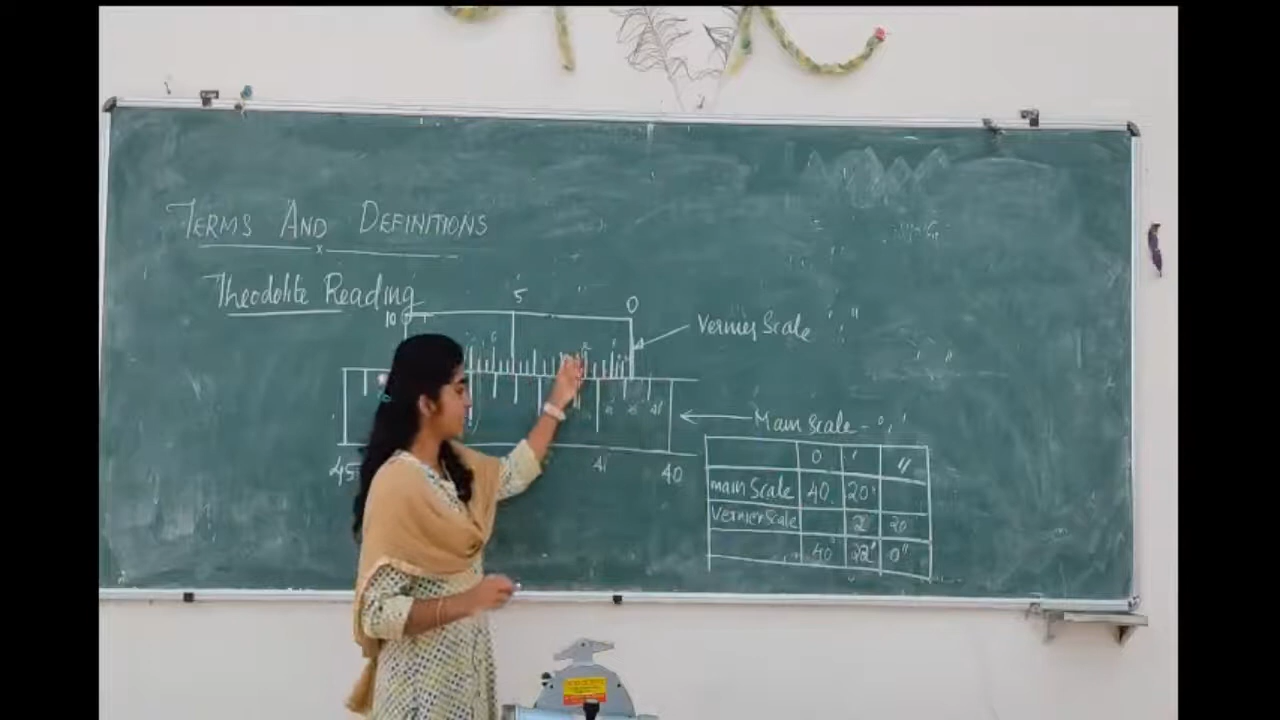 TERMS AND DEFINITIONS
Theodolite Reading
10 5 0
Vernier Scale ' , "
Main Scale - ° , '
45 41 40
0 ' "
main Scale 40 20'
Vernier Scale 2 20
40° 22' 0"